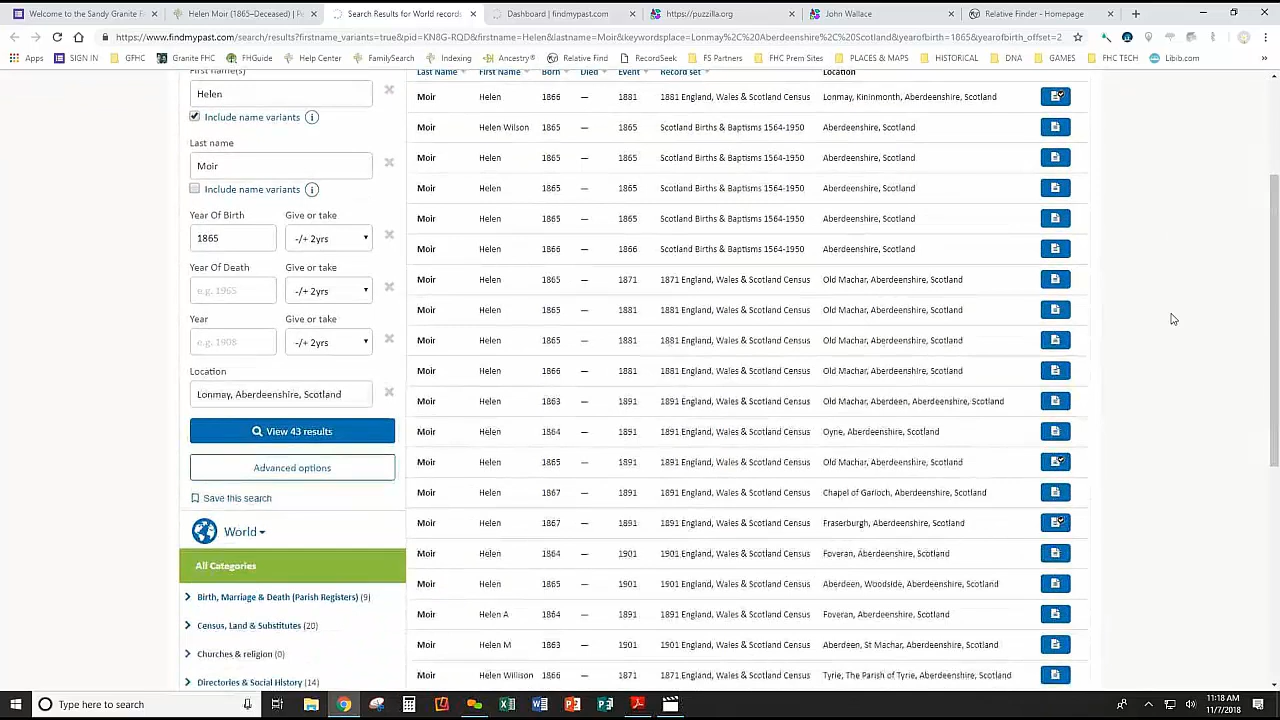 Welcome to the Sandy Granite F
Helen Moir (1865–Deceased) | P
Search Results for World record
Dashboard | findmypast.com
https://puzzilla.org
John Wallace
Relative Finder - Homepage
https://www.findmypast.com/search/results?firstname_variants=true&pid=KN8G-RQD&firstname=Helen&lastname=Moir&keywordsplace=Lonmay%2C%20Aberdeenshire%2C%20Scotland&yearofbirth=1865&yearofbirth_offset=2
Apps SIGN IN GFHC Granite FHC FHGuide Help Center FamilySearch Indexing Ancestry® Relative Find RecordSeek FS Partners FHC Prem Sites PLACES & MAPS HISTORICAL DNA GAMES FHC TECH Libib.com »
First name(s)
Helen
Include name variants
Last name
Moir
Include name variants
Year Of Birth Give or take
1865 -/+ 2yrs
Year Of Death Give or take
e.g. 1965 -/+ 2yrs
Year Give or take
e.g. 1908 -/+ 2yrs
Location
Lonmay, Aberdeenshire, Scotland
View 43 results
Advanced options
Save this search
World
All Categories
Birth, Marriage & Death (Parish Registers) (9)
Census, Land & Substitutes (20)
Churches & religion (0)
Directories & Social History (14)
Last Name First Name Born Died Event Record set Location
Moir Helen 1866 — 1881 1881 England, Wales & Scotland Census Lonmay, Kininmonth, Aberdeenshire, Scotland
Moir Helen Wilson 1865 — 1865 Scotland Births & Baptisms 1564-1950 Aberdeenshire, Scotland
Moir Helen 1865 — 1865 Scotland Births & Baptisms 1564-1950 Aberdeenshire, Scotland
Moir Helen 1865 — 1865 Scotland Births & Baptisms 1564-1950 Aberdeenshire, Scotland
Moir Helen 1865 — 1865 Scotland Births & Baptisms 1564-1950 Aberdeenshire, Scotland
Moir Helen 1866 — 1866 Scotland Births & Baptisms 1564-1950 Aberdeenshire, Scotland
Moir Helen 1865 — 1871 1871 England, Wales & Scotland Census Old Machar, Aberdeenshire, Scotland
Moir Helen 1865 — 1881 1881 England, Wales & Scotland Census Old Machar, Aberdeenshire, Scotland
Moir Helen 1865 — 1881 1881 England, Wales & Scotland Census Old Machar, Aberdeenshire, Scotland
Moir Helen 1866 — 1881 1881 England, Wales & Scotland Census Old Machar, Aberdeenshire, Scotland
Moir Helen 1863 — 1891 1891 England, Wales & Scotland Census Old Machar, Aberdeen, Aberdeenshire, Scotland
Moir Helen 1864 — 1891 1891 England, Wales & Scotland Census Oyne, Aberdeenshire, Scotland
Moir Helen 1865 — 1891 1891 England, Wales & Scotland Census Old Machar, Aberdeenshire, Scotland
Moir Helen 1867 — 1891 1891 England, Wales & Scotland Census Chapel of Garioch, Aberdeenshire, Scotland
Moir Helen 1867 — 1891 1891 England, Wales & Scotland Census Fraserburgh, Aberdeenshire, Scotland
Moir Helen 1864 — 1901 1901 England, Wales & Scotland Census Foveran, Aberdeenshire, Scotland
Moir Helen 1865 — 1901 1901 England, Wales & Scotland Census Aberdeen, Woodside, Aberdeenshire, Scotland
Moir Helen A 1864 — 1891 1891 England, Wales & Scotland Census Foveran, Aberdeenshire, Scotland
Moir Helen M 1863 — 1901 1901 England, Wales & Scotland Census Aberdeen, St Machar, Aberdeenshire, Scotland
Moir Helen Willison 1866 — 1871 1871 England, Wales & Scotland Census Tyrie, The Parish of Tyrie, Aberdeenshire, Scotland
Type here to search
11:18 AM
11/7/2018